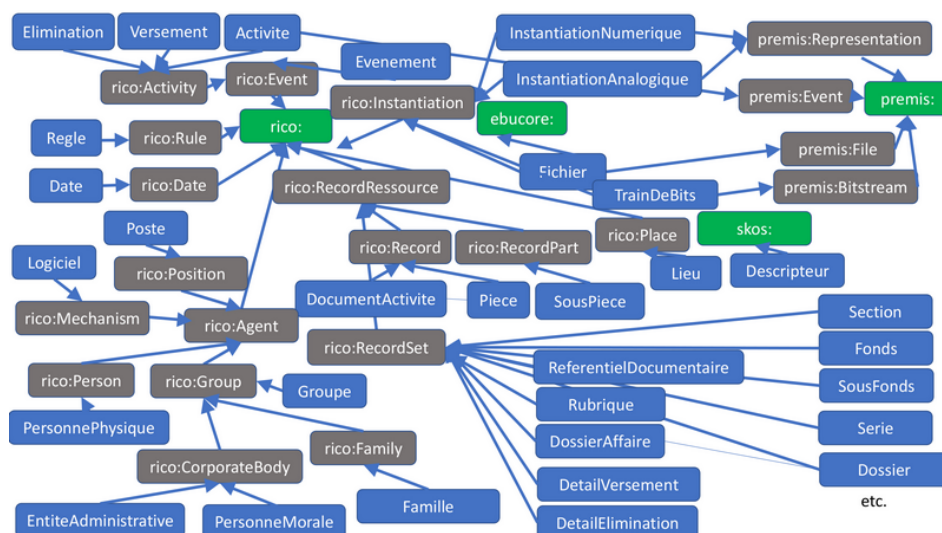 Elimination
Versement
Activite
InstantiationNumerique
premis:Representation
Evenement
rico:Activity
rico:Event
InstantiationAnalogique
rico:Instantiation
premis:Event
premis:
ebucore:
Regle
rico:Rule
rico:
premis:File
Date
rico:Date
rico:RecordRessource
Fichier
TrainDeBits
premis:Bitstream
Poste
rico:Record
rico:RecordPart
rico:Place
skos:
Logiciel
rico:Position
Lieu
Descripteur
DocumentActivite
Piece
SousPiece
rico:Mechanism
rico:Agent
Section
rico:RecordSet
Fonds
ReferentielDocumentaire
rico:Person
rico:Group
Groupe
SousFonds
Rubrique
PersonnePhysique
Serie
rico:Family
DossierAffaire
rico:CorporateBody
Dossier
DetailVersement
etc.
Famille
EntiteAdministrative
PersonneMorale
DetailElimination